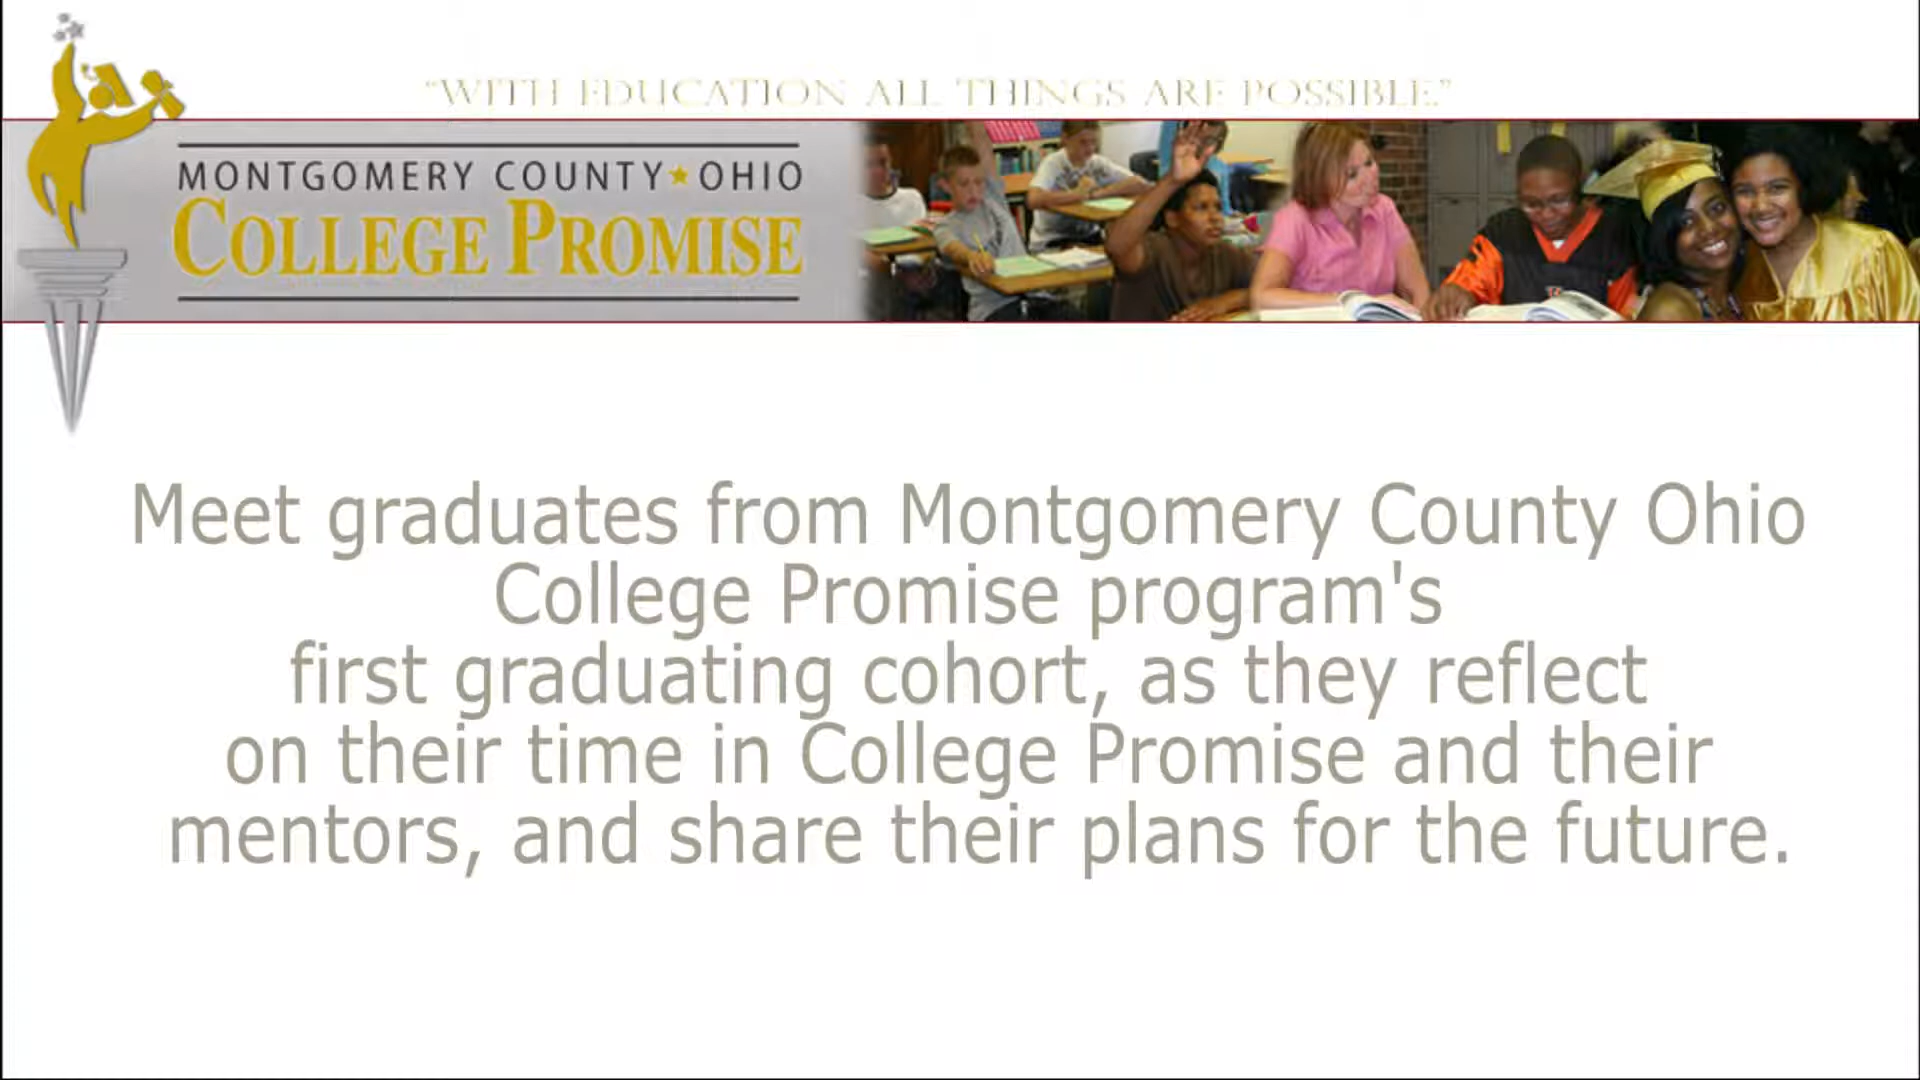 "WITH EDUCATION ALL THINGS ARE POSSIBLE."
MONTGOMERY COUNTY★OHIO
COLLEGE PROMISE
Meet graduates from Montgomery County Ohio
College Promise program's
first graduating cohort, as they reflect
on their time in College Promise and their
mentors, and share their plans for the future.